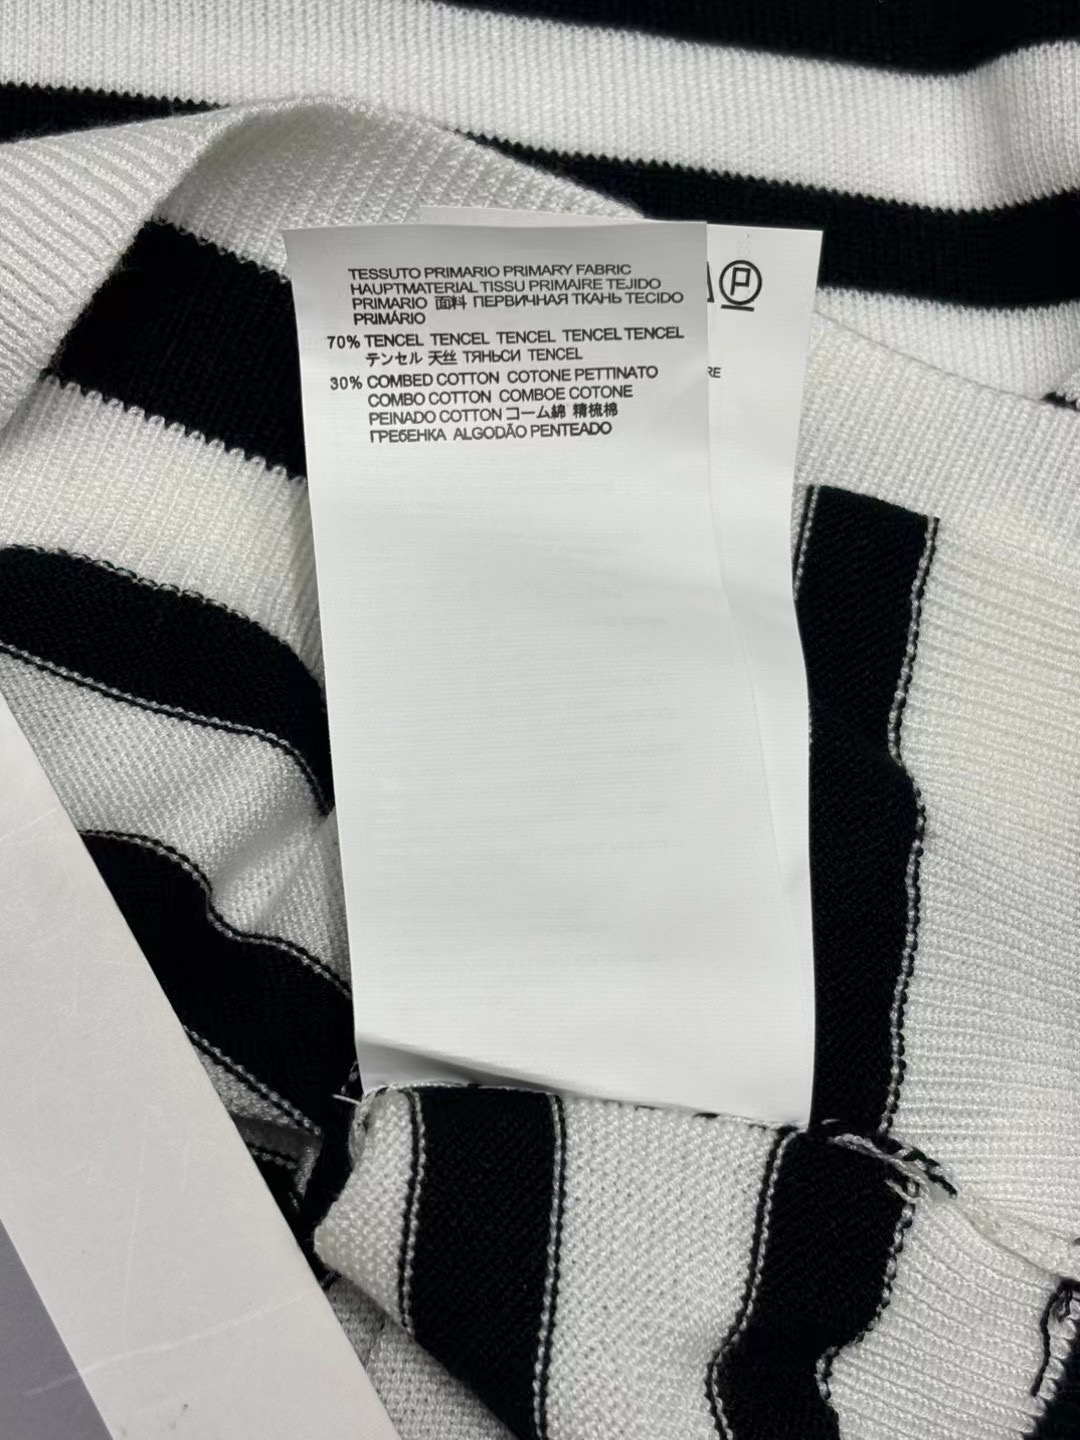 TESSUTO PRIMARIO PRIMARY FABRIC
HAUPTMATERIAL TISSU PRIMAIRE TEJIDO
PRIMARIO 面料 ПЕРВИЧНАЯ ТКАНЬ TECIDO
PRIMÁRIO
70% TENCEL TENCEL TENCEL TENCEL TENCEL
テンセル 天丝 ТЯНЬСИ TENCEL
30% COMBED COTTON COTONE PETTINATO
COMBO COTTON COMBOE COTONE
PEINADO COTTON コーム綿 精梳棉
ГРЕбЕНКА ALGODÃO PENTEADO
P
RE